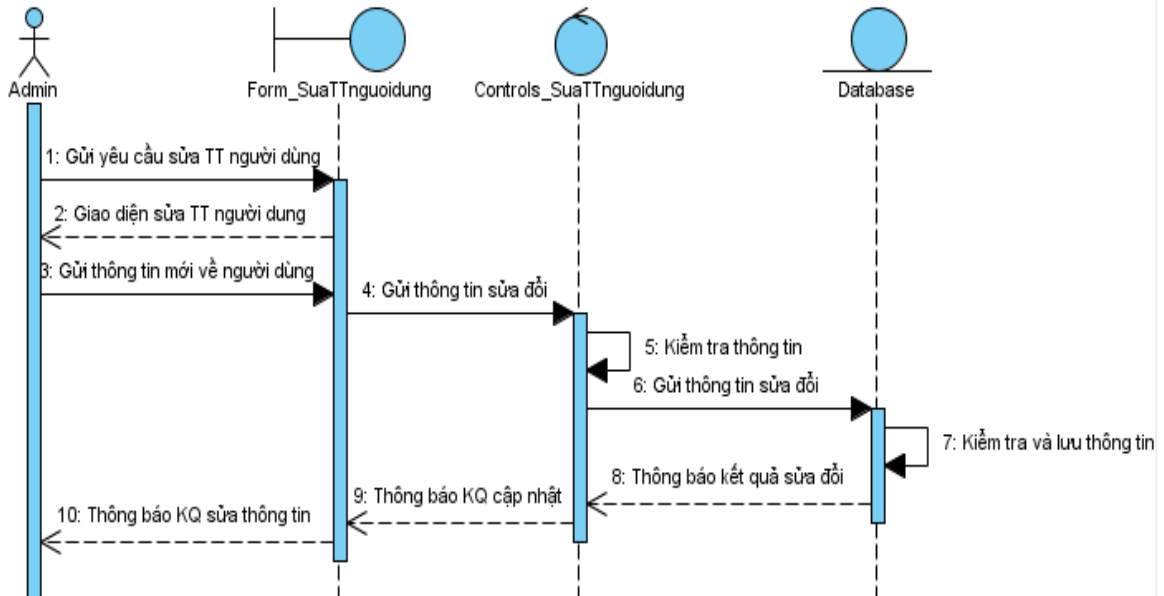 Admin
Form_SuaTTnguoidung
Controls_SuaTTnguoidung
Database
1: Gửi yêu cầu sửa TT người dùng
2: Giao diện sửa TT người dung
3: Gửi thông tin mới về người dùng
4: Gửi thông tin sửa đổi
5: Kiểm tra thông tin
6: Gửi thông tin sửa đổi
7: Kiểm tra và lưu thông tin
8: Thông báo kết quả sửa đổi
9: Thông báo KQ cập nhật
10: Thông báo KQ sửa thông tin